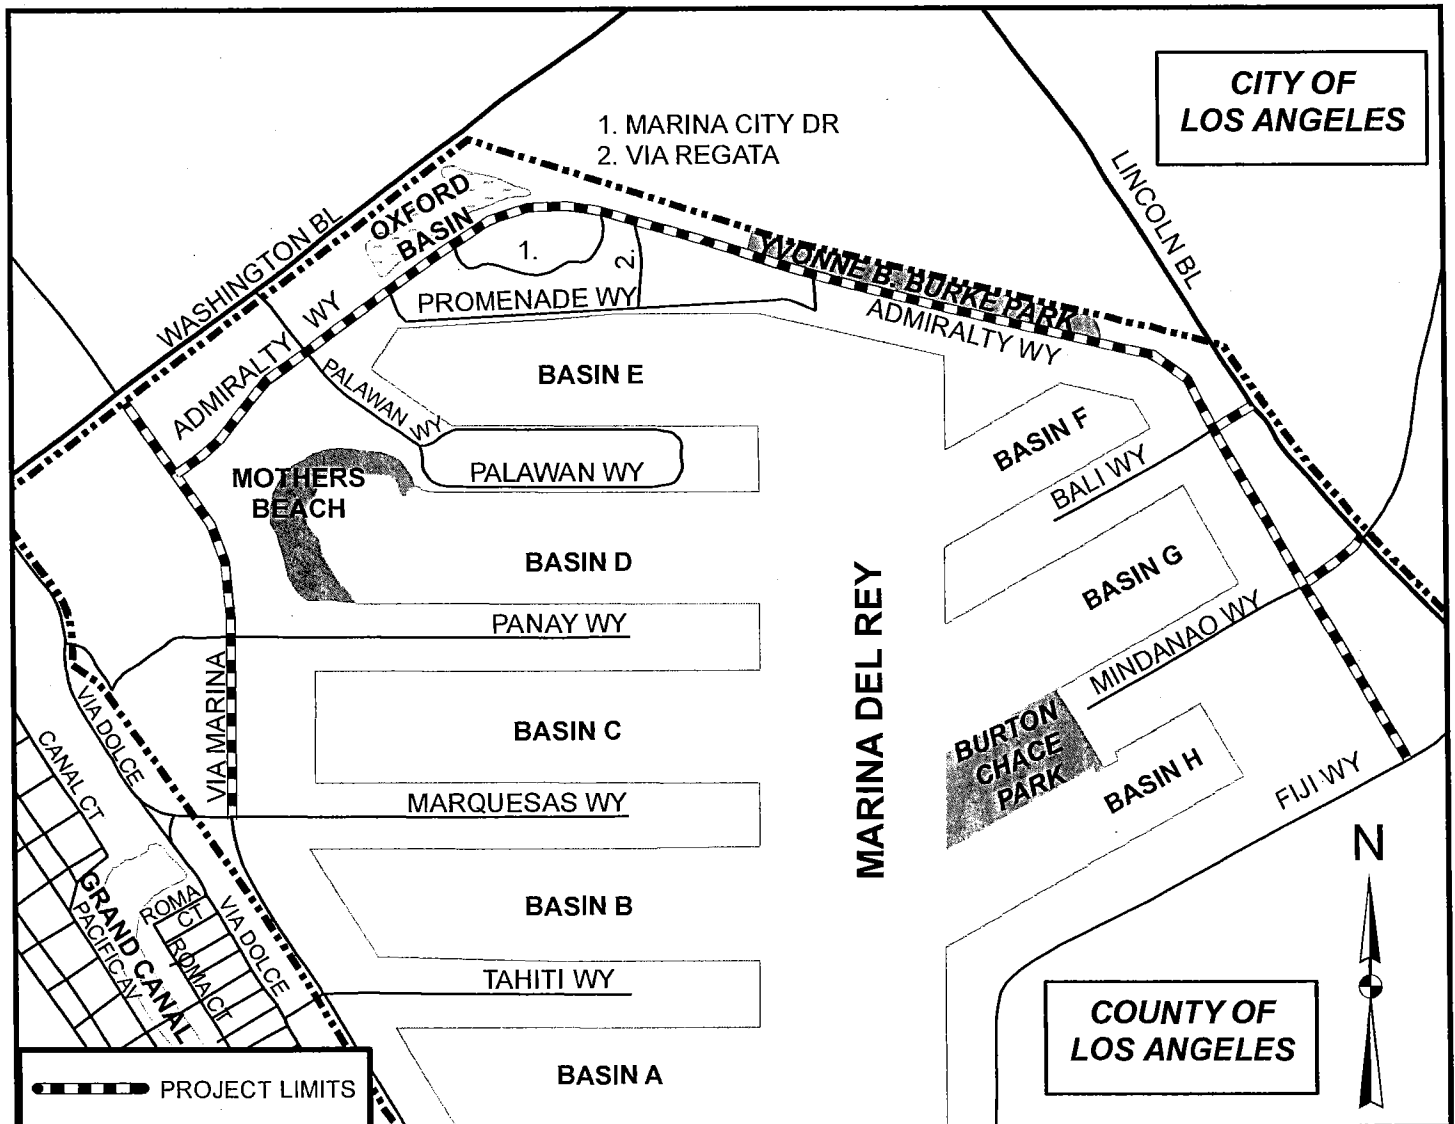 CITY OF
LOS ANGELES
1. MARINA CITY DR
2. VIA REGATA
LINCOLN BL
WASHINGTON BL
OXFORD
BASIN
1.
2.
YVONNE B. BURKE PARK
ADMIRALTY WY
PROMENADE WY
ADMIRALTY WY
BASIN E
PALAWAN WY
BASIN F
PALAWAN WY
BALI WY
MOTHERS
BEACH
BASIN D
BASIN G
PANAY WY
MINDANAO WY
MARINA DEL REY
VIA MARINA
VIA DOLCE
BASIN C
BURTON
CHACE
PARK
BASIN H
FIJI WY
CANAL CT
MARQUESAS WY
N
GRAND CANAL
PACIFIC AV
ROMA
CT
ROMA CT
VIA DOLCE
BASIN B
TAHITI WY
COUNTY OF
LOS ANGELES
BASIN A
PROJECT LIMITS